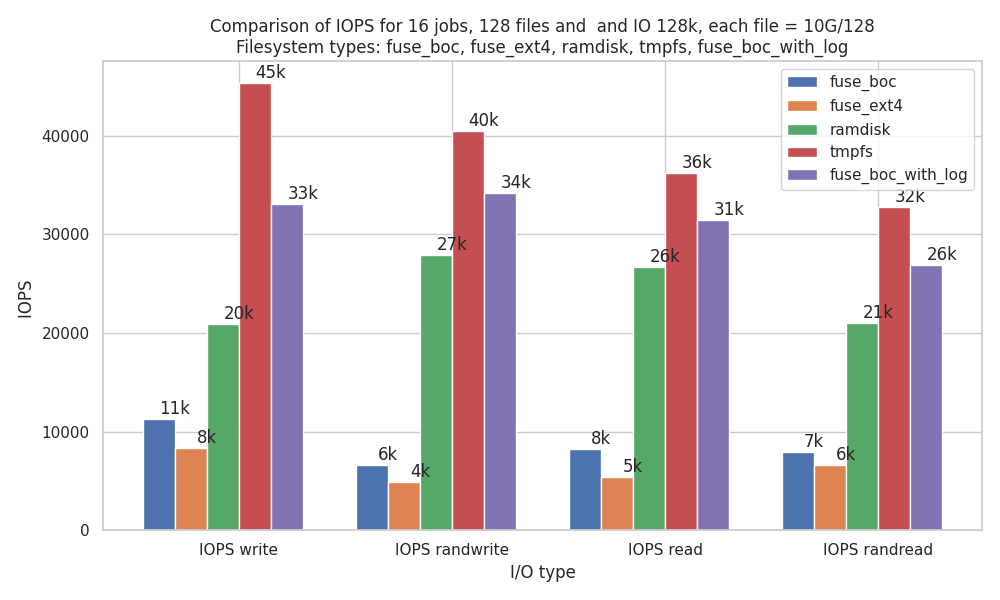 Comparison of IOPS for 16 jobs, 128 files and  and IO 128k, each file = 10G/128
Filesystem types: fuse_boc, fuse_ext4, ramdisk, tmpfs, fuse_boc_with_log
fuse_boc
fuse_ext4
ramdisk
tmpfs
fuse_boc_with_log
IOPS
40000
30000
20000
10000
0
11k
8k
20k
45k
33k
6k
4k
27k
40k
34k
8k
5k
26k
36k
31k
7k
6k
21k
32k
26k
IOPS write
IOPS randwrite
IOPS read
IOPS randread
I/O type